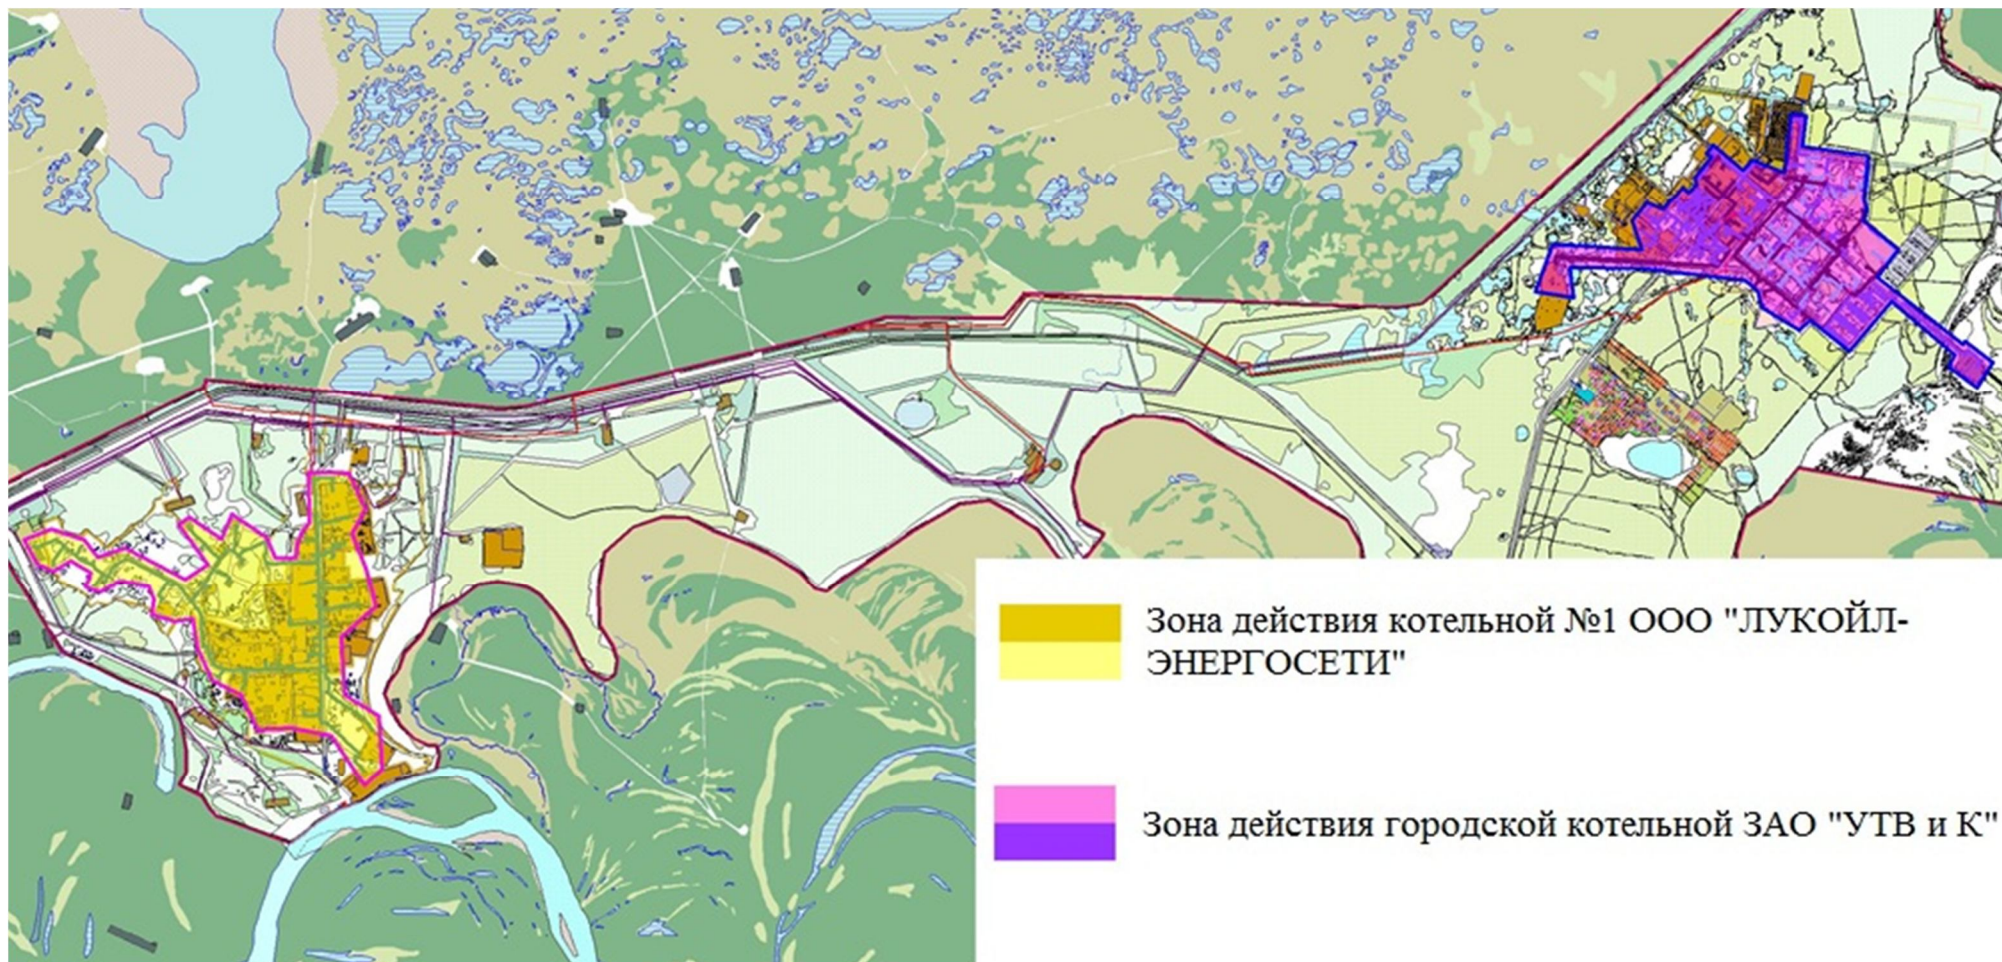 Зона действия котельной №1 ООО "ЛУКОЙЛ-
ЭНЕРГОСЕТИ"
Зона действия городской котельной ЗАО "УТВ и К"